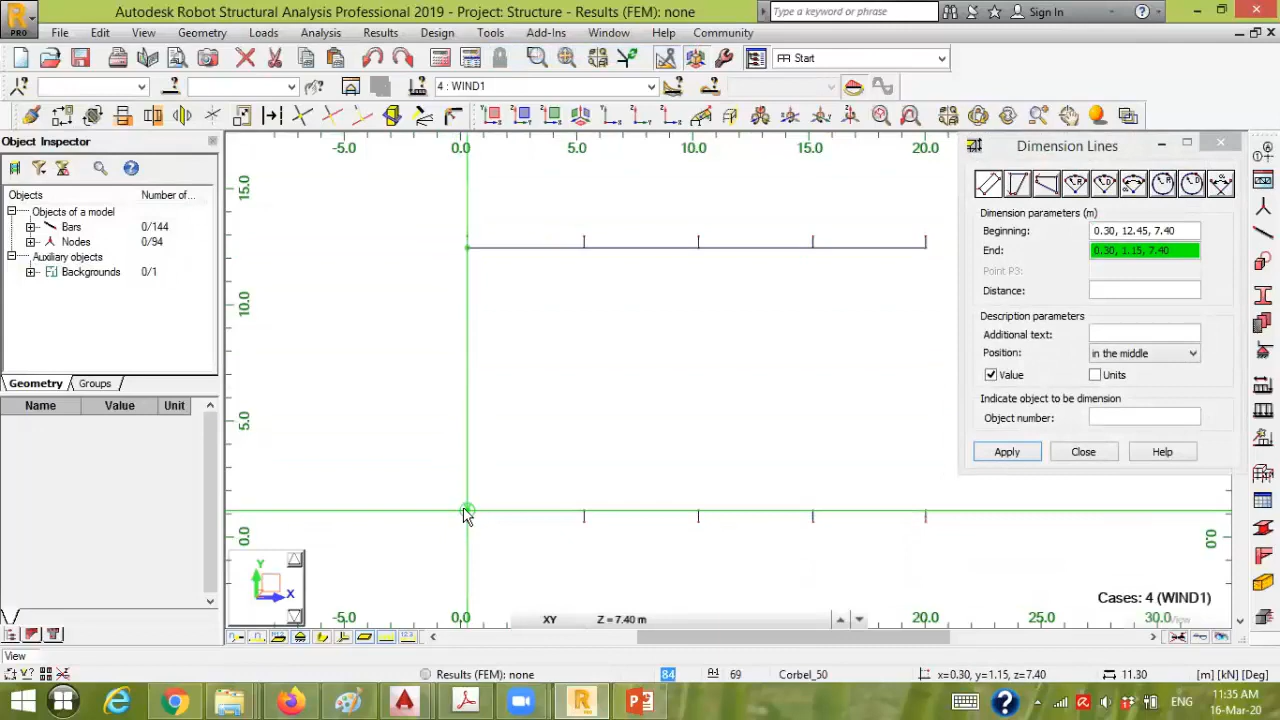 PRO
Autodesk Robot Structural Analysis Professional 2019 - Project: Structure - Results (FEM): none
Type a keyword or phrase
Sign In
File Edit View Geometry Loads Analysis Results Design Tools Add-Ins Window Help Community
Start
4 : WIND1
Object Inspector
Objects Number of...
Objects of a model
Bars 0/144
Nodes 0/94
Auxiliary objects
Backgrounds 0/1
Geometry Groups
Name Value Unit
-5.0 0.0 5.0 10.0 15.0 20.0
15.0
10.0
5.0
0.0
0.0
Y
X
Cases: 4 (WIND1)
-5.0 0.0 XY Z = 7.40 m 20.0 25.0 30.0
View
Dimension Lines
Dimension parameters (m)
Beginning: 0.30, 12.45, 7.40
End: 0.30, 1.15, 7.40
Point P3:
Distance:
Description parameters
Additional text:
Position: in the middle
Value Units
Indicate object to be dimension
Object number:
Apply Close Help
View
Results (FEM): none 84 69 Corbel_50 x=0.30, y=1.15, z=7.40 11.30 [m] [kN] [Deg]
ENG
11:35 AM
16-Mar-20